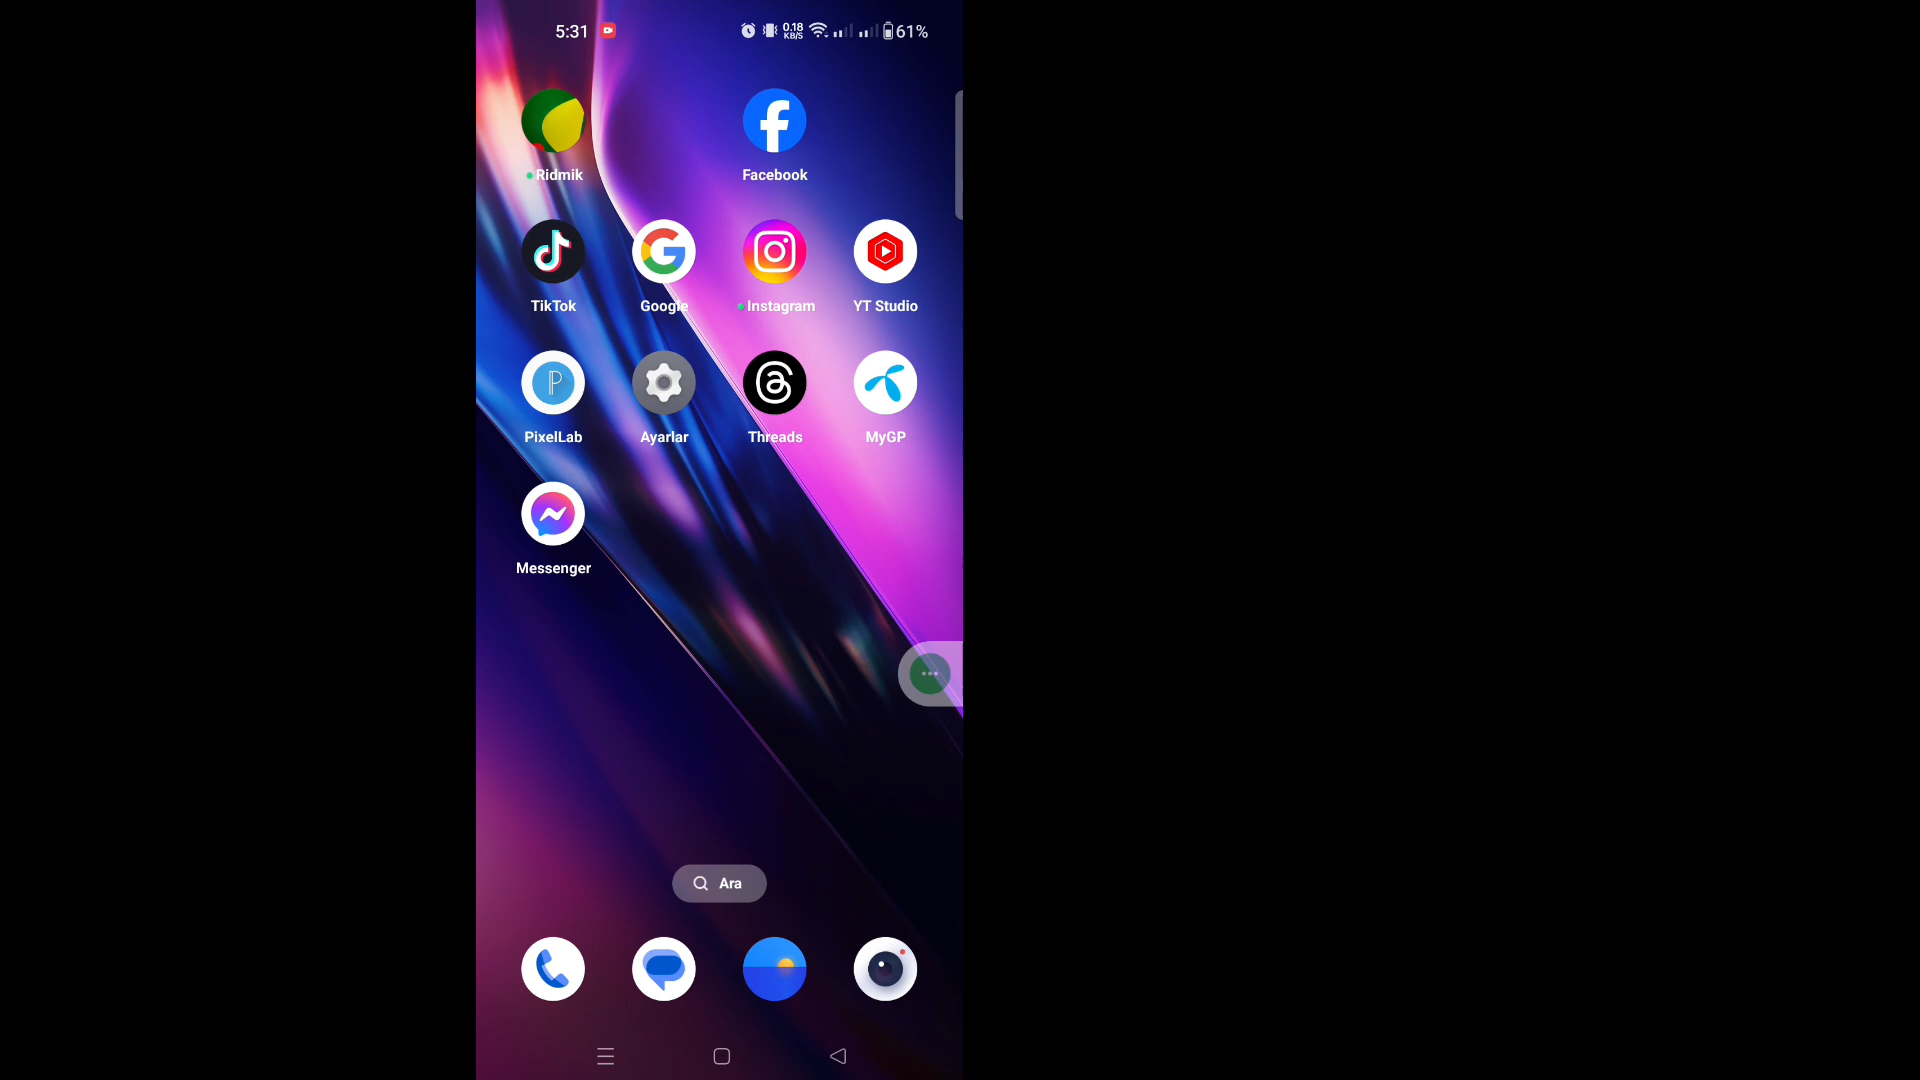 5:31 0.18 KB/S 61%
Ridmik Facebook
TikTok Google Instagram YT Studio
PixelLab Ayarlar Threads MyGP
Messenger
Ara